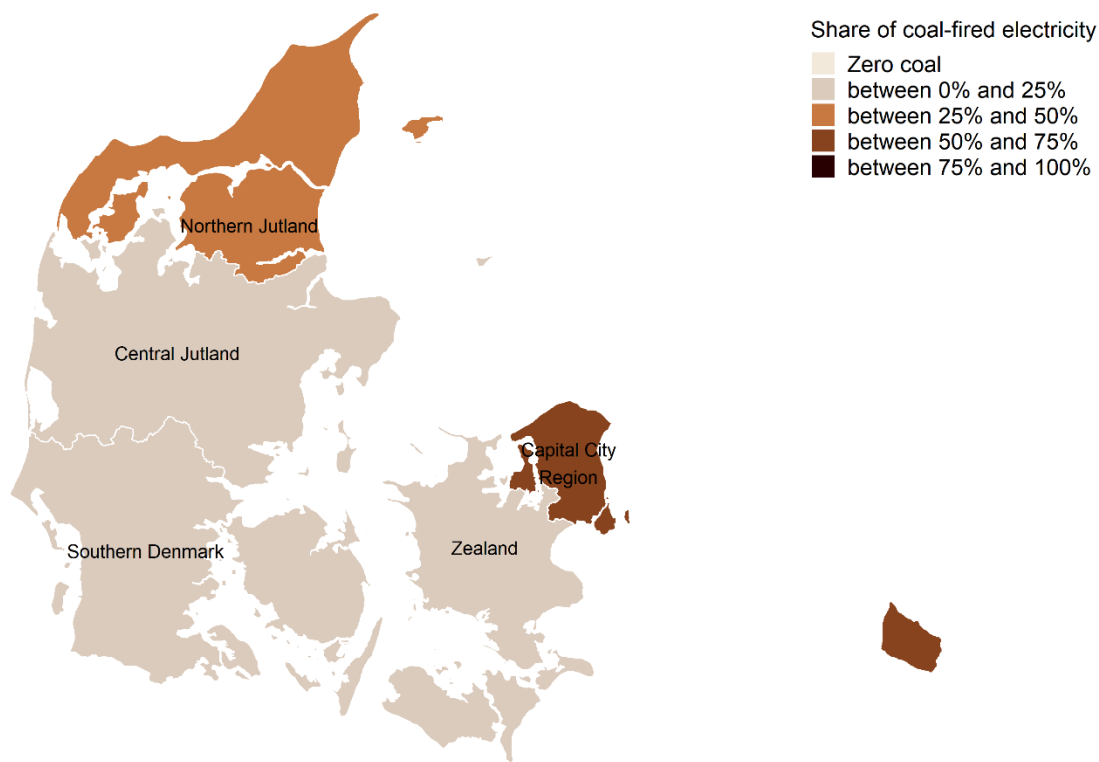 Share of coal-fired electricity
Zero coal
between 0% and 25%
between 25% and 50%
between 50% and 75%
between 75% and 100%
Northern Jutland
Central Jutland
Capital City
Region
Southern Denmark
Zealand